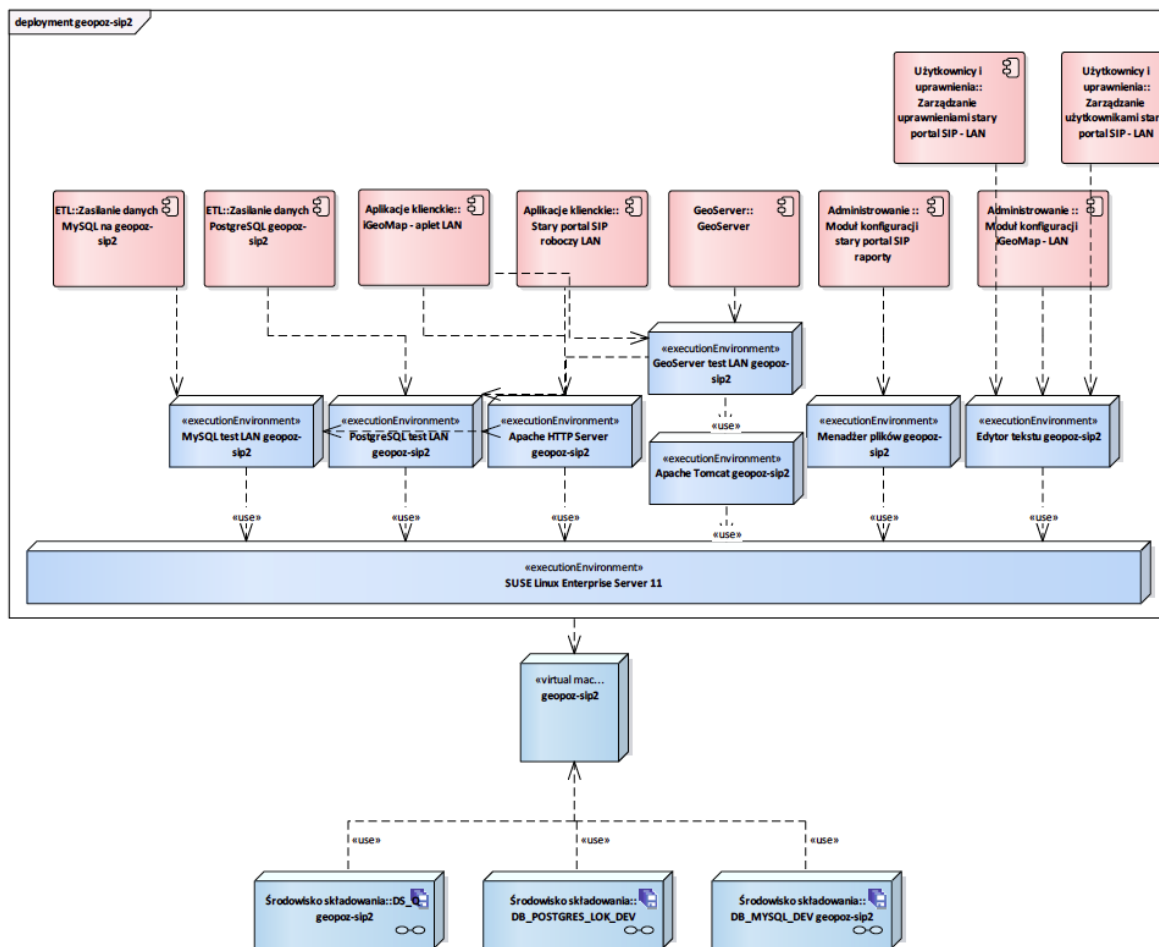 deployment geopoz-sip2
Użytkownicy i
uprawnienia::
Zarządzanie
uprawnieniami stary
portal SIP - LAN
Użytkownicy i
uprawnienia::
Zarządzanie
użytkownikami star
portal SIP - LAN
ETL::Zasilanie danych
MySQL na geopoz-
sip2
ETL::Zasilanie danych
PostgreSQL geopoz-
sip2
Aplikacje klienckie::
iGeoMap - aplet LAN
Aplikacje klienckie::
Stary portal SIP
roboczy LAN
GeoServer::
GeoServer
Administrowanie ::
Moduł konfiguracji
stary portal SIP
raporty
Administrowanie ::
Moduł konfiguracji
iGeoMap - LAN
«executionEnvironment»
GeoServer test LAN geopoz-
sip2
«executionEnvironment»
MySQL test LAN geopoz-
sip2
«executionEnvironment»
PostgreSQL test LAN
geopoz-sip2
«executionEnvironment»
Apache HTTP Server
geopoz-sip2
«use»
«executionEnvironment»
Apache Tomcat geopoz-sip2
«executionEnvironment»
Menadżer plików geopoz-
sip2
«executionEnvironment»
Edytor tekstu geopoz-sip2
«use»
«use»
«use»
«use»
«use»
«use»
«executionEnvironment»
SUSE Linux Enterprise Server 11
«virtual mac...
geopoz-sip2
«use»
«use»
«use»
Środowisko składowania::DS_O
geopoz-sip2
Środowisko składowania::
DB_POSTGRES_LOK_DEV
Środowisko składowania::
DB_MYSQL_DEV geopoz-sip2